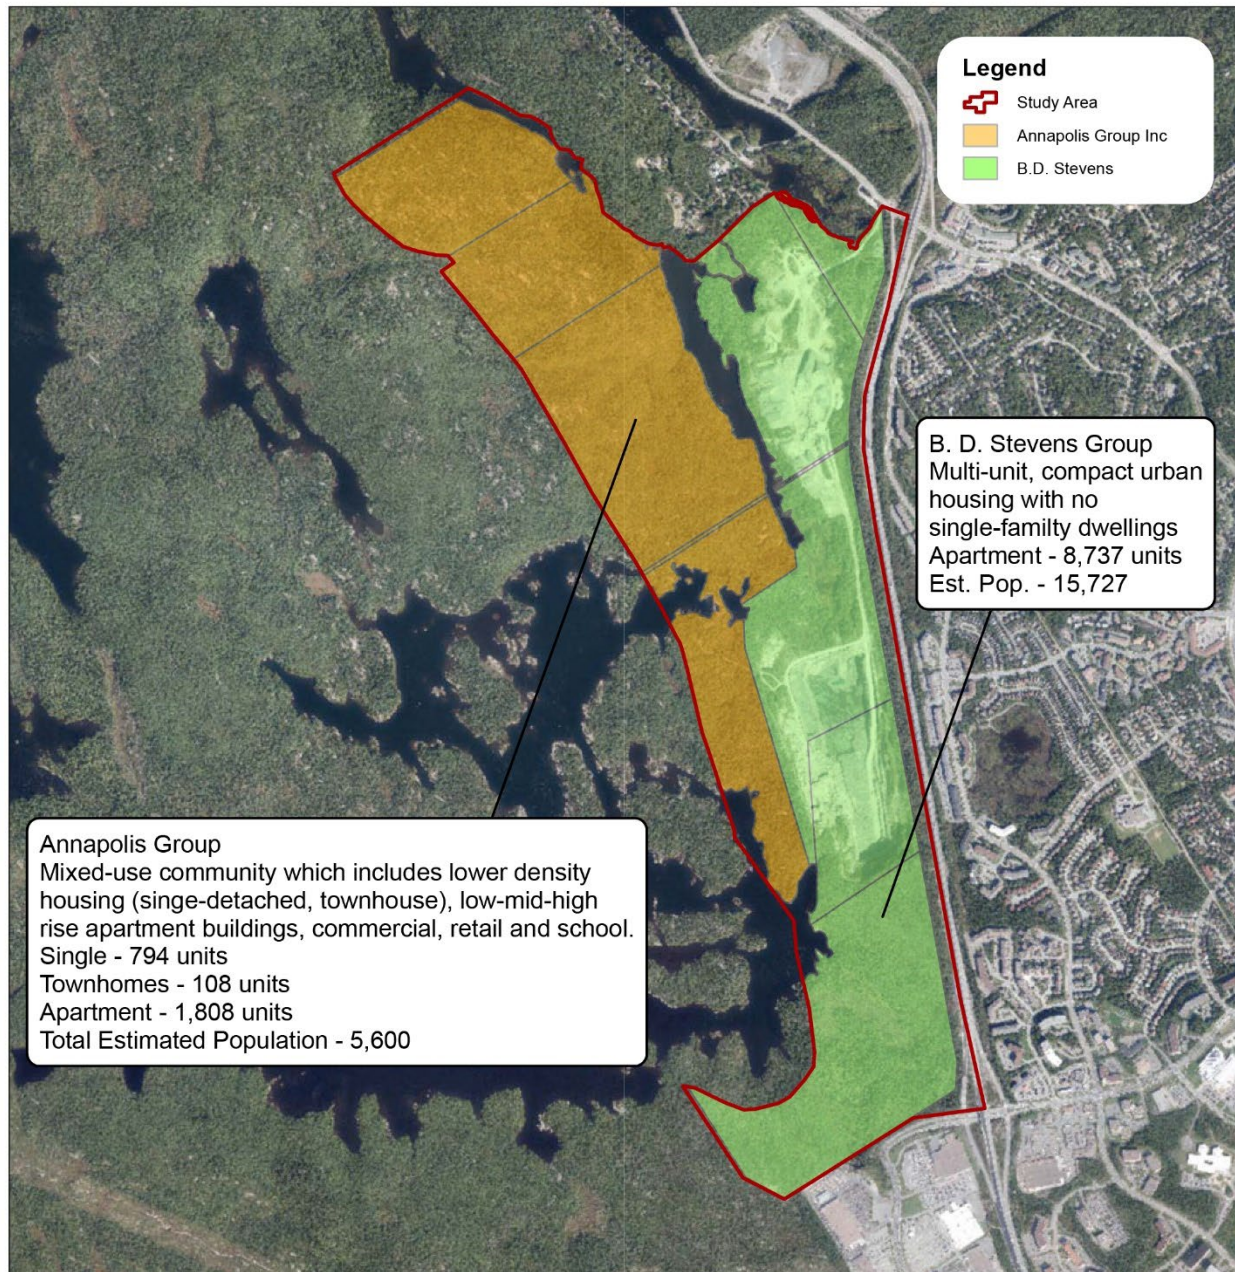 Legend
Study Area
Annapolis Group Inc
B.D. Stevens
B. D. Stevens Group
Multi-unit, compact urban
housing with no
single-familty dwellings
Apartment - 8,737 units
Est. Pop. - 15,727
Annapolis Group
Mixed-use community which includes lower density
housing (singe-detached, townhouse), low-mid-high
rise apartment buildings, commercial, retail and school.
Single - 794 units
Townhomes - 108 units
Apartment - 1,808 units
Total Estimated Population - 5,600